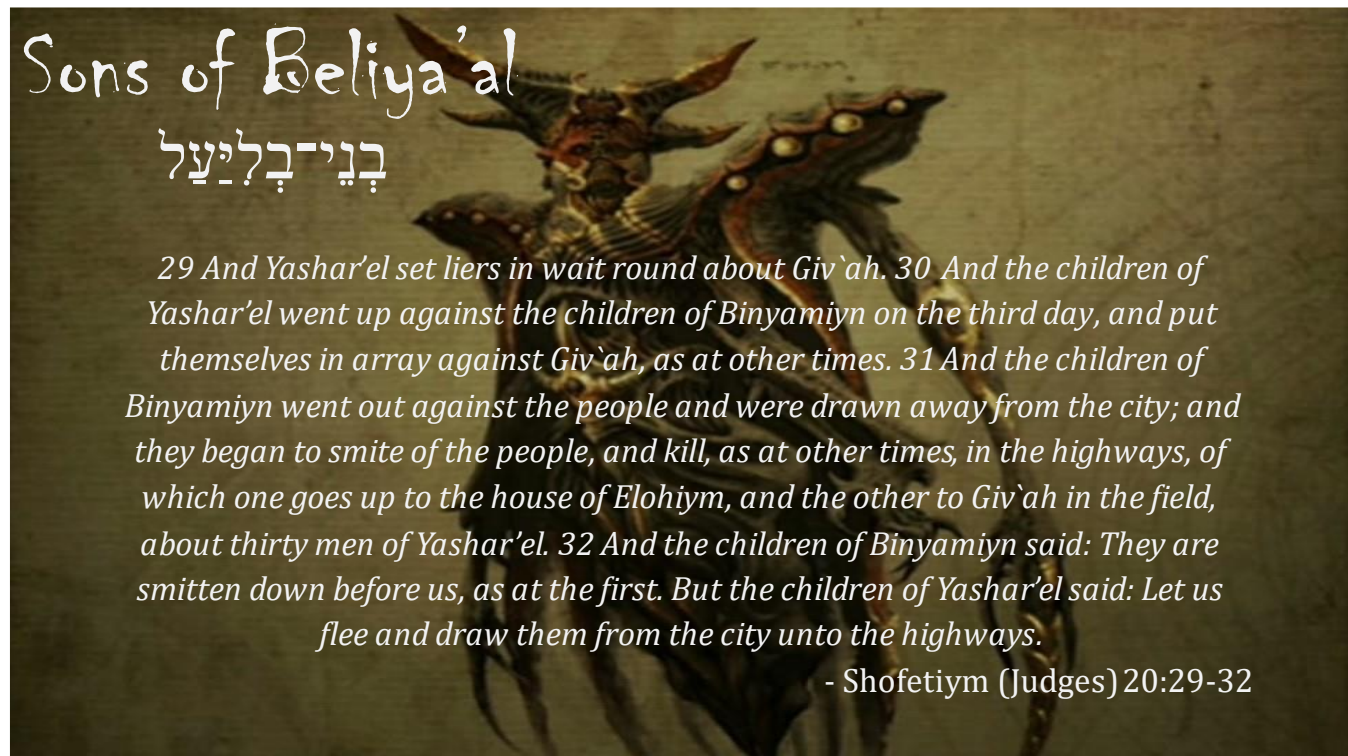 Sons of Beliya’al
בְנֵי־בְלִיַּעַל
29 And Yashar’el set liers in wait round about Giv`ah. 30 And the children of
Yashar’el went up against the children of Binyamiyn on the third day, and put
themselves in array against Giv`ah, as at other times. 31 And the children of
Binyamiyn went out against the people and were drawn away from the city; and
they began to smite of the people, and kill, as at other times, in the highways, of
which one goes up to the house of Elohiym, and the other to Giv`ah in the field,
about thirty men of Yashar’el. 32 And the children of Binyamiyn said: They are
smitten down before us, as at the first. But the children of Yashar’el said: Let us
flee and draw them from the city unto the highways.
- Shofetiym (Judges) 20:29-32